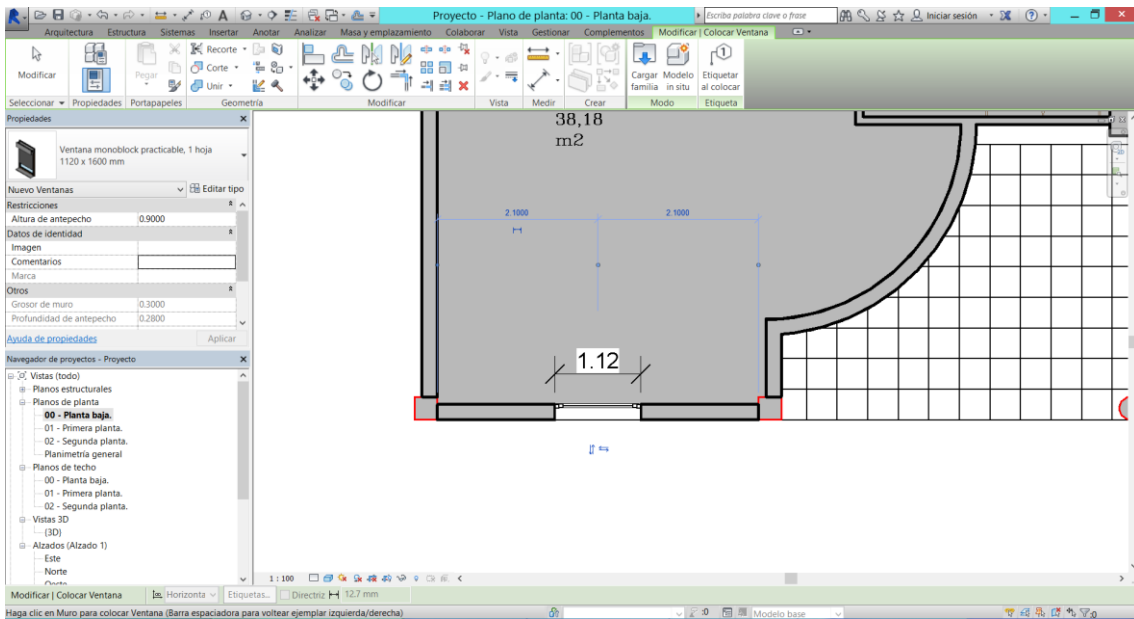 Proyecto - Plano de planta: 00 - Planta baja.
Escriba palabra clave o frase
Iniciar sesión
Arquitectura Estructura Sistemas Insertar Anotar Analizar Masa y emplazamiento Colaborar Vista Gestionar Complementos Modificar | Colocar Ventana
Recorte
Corte
Unir
Modificar
Pegar
Cargar familia
Modelo in situ
Etiquetar al colocar
Seleccionar Propiedades Portapapeles Geometría Modificar Vista Medir Crear Modo Etiqueta
Propiedades
Ventana monoblock practicable, 1 hoja
1120 x 1600 mm
Nuevo Ventanas Editar tipo
Restricciones
Altura de antepecho 0.9000
Datos de identidad
Imagen
Comentarios
Marca
Otros
Grosor de muro 0.3000
Profundidad de antepecho 0.2800
Ayuda de propiedades Aplicar
Navegador de proyectos - Proyecto
Vistas (todo)
Planos estructurales
Planos de planta
00 - Planta baja.
01 - Primera planta.
02 - Segunda planta.
Planimetría general
Planos de techo
00 - Planta baja.
01 - Primera planta.
02 - Segunda planta.
Vistas 3D
{3D}
Alzados (Alzado 1)
Este
Norte
Oeste
38,18
m2
2.1000 2.1000
1.12
1 : 100
Modificar | Colocar Ventana Horizonta Etiquetas... Directriz 12.7 mm
Haga clic en Muro para colocar Ventana (Barra espaciadora para voltear ejemplar izquierda/derecha) :0 Modelo base :0